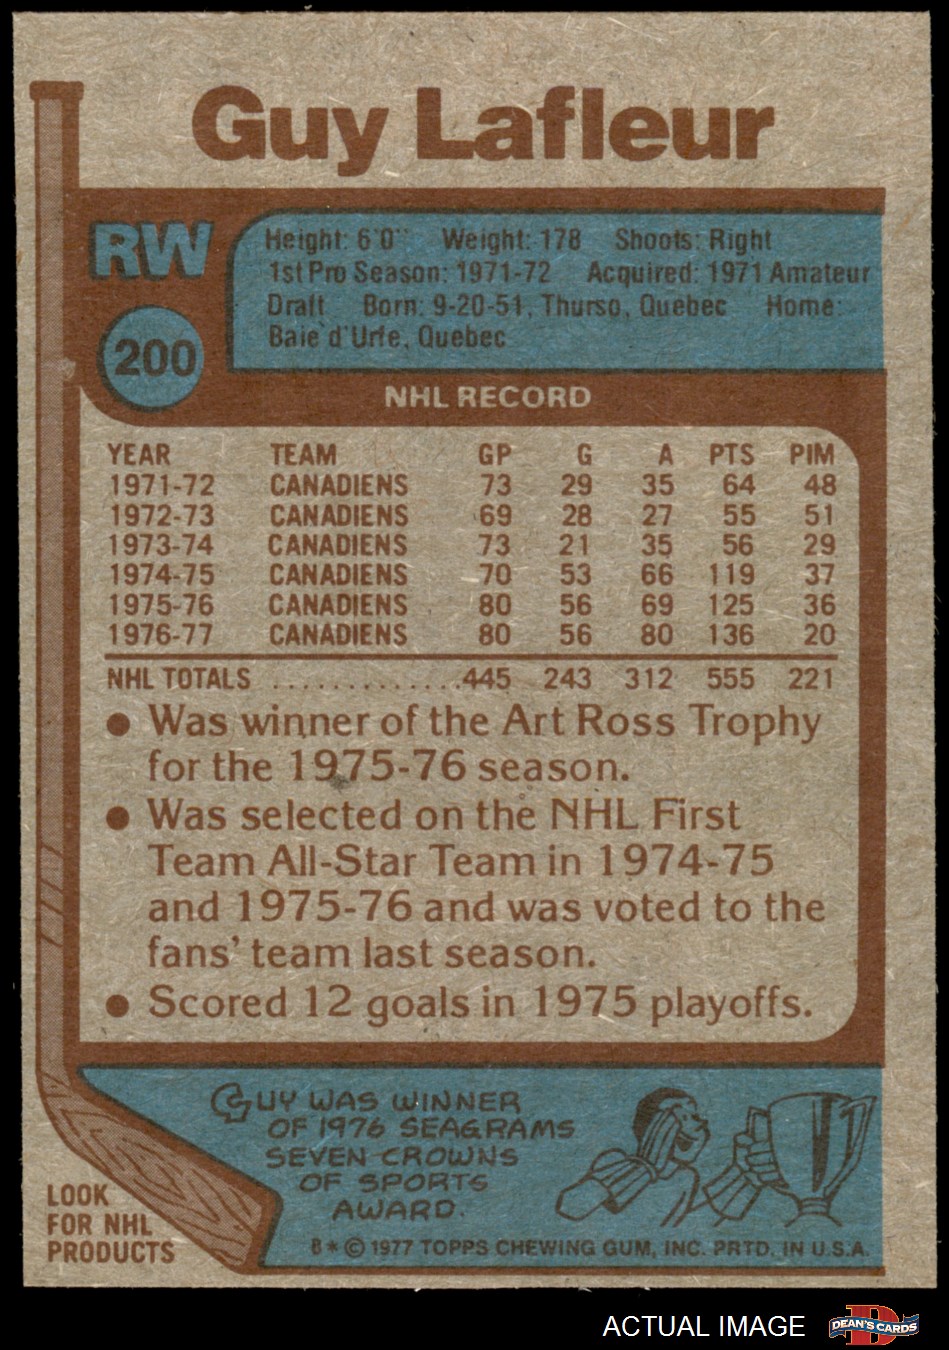 Guy Lafleur
RW
200
Height: 6'0" Weight: 178 Shoots: Right
1st Pro Season: 1971-72 Acquired: 1971 Amateur
Draft Born: 9-20-51, Thurso, Quebec Home:
Baie d'Urfe, Quebec
NHL RECORD
YEAR TEAM GP G A PTS PIM
1971-72 CANADIENS 73 29 35 64 48
1972-73 CANADIENS 69 28 27 55 51
1973-74 CANADIENS 73 21 35 56 29
1974-75 CANADIENS 70 53 66 119 37
1975-76 CANADIENS 80 56 69 125 36
1976-77 CANADIENS 80 56 80 136 20
NHL TOTALS ..............445 243 312 555 221
● Was winner of the Art Ross Trophy
for the 1975-76 season.
● Was selected on the NHL First
Team All-Star Team in 1974-75
and 1975-76 and was voted to the
fans' team last season.
● Scored 12 goals in 1975 playoffs.
GUY WAS WINNER
OF 1976 SEAGRAMS
SEVEN CROWNS
OF SPORTS
AWARD.
LOOK
FOR NHL
PRODUCTS
B* © 1977 TOPPS CHEWING GUM, INC. PRTD. IN U.S.A.
ACTUAL IMAGE
D
DEAN'S CARDS